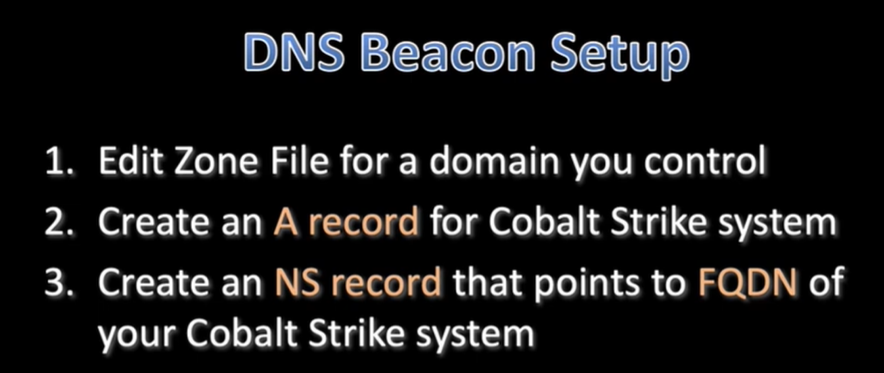 DNS Beacon Setup
1. Edit Zone File for a domain you control
2. Create an A record for Cobalt Strike system
3. Create an NS record that points to FQDN of
your Cobalt Strike system